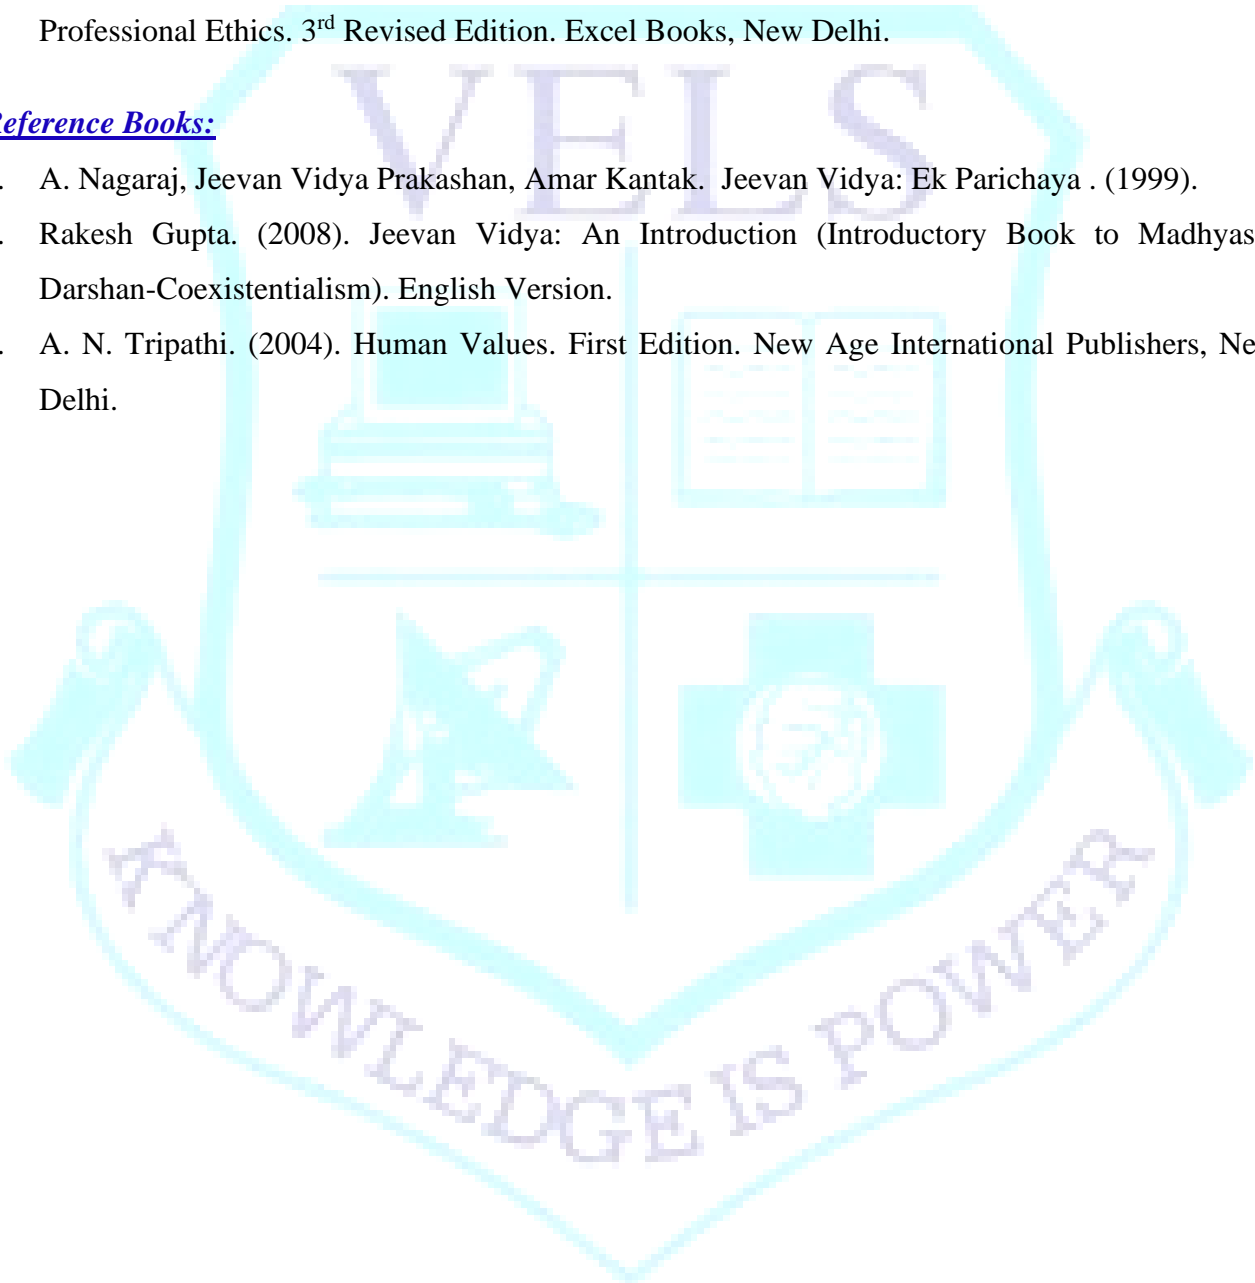 Professional Ethics. 3rd Revised Edition. Excel Books, New Delhi.
VELS
Reference Books:
. A. Nagaraj, Jeevan Vidya Prakashan, Amar Kantak. Jeevan Vidya: Ek Parichaya . (1999).
. Rakesh Gupta. (2008). Jeevan Vidya: An Introduction (Introductory Book to Madhyas
Darshan-Coexistentialism). English Version.
. A. N. Tripathi. (2004). Human Values. First Edition. New Age International Publishers, Ne
Delhi.
KNOWLEDGE IS POWER